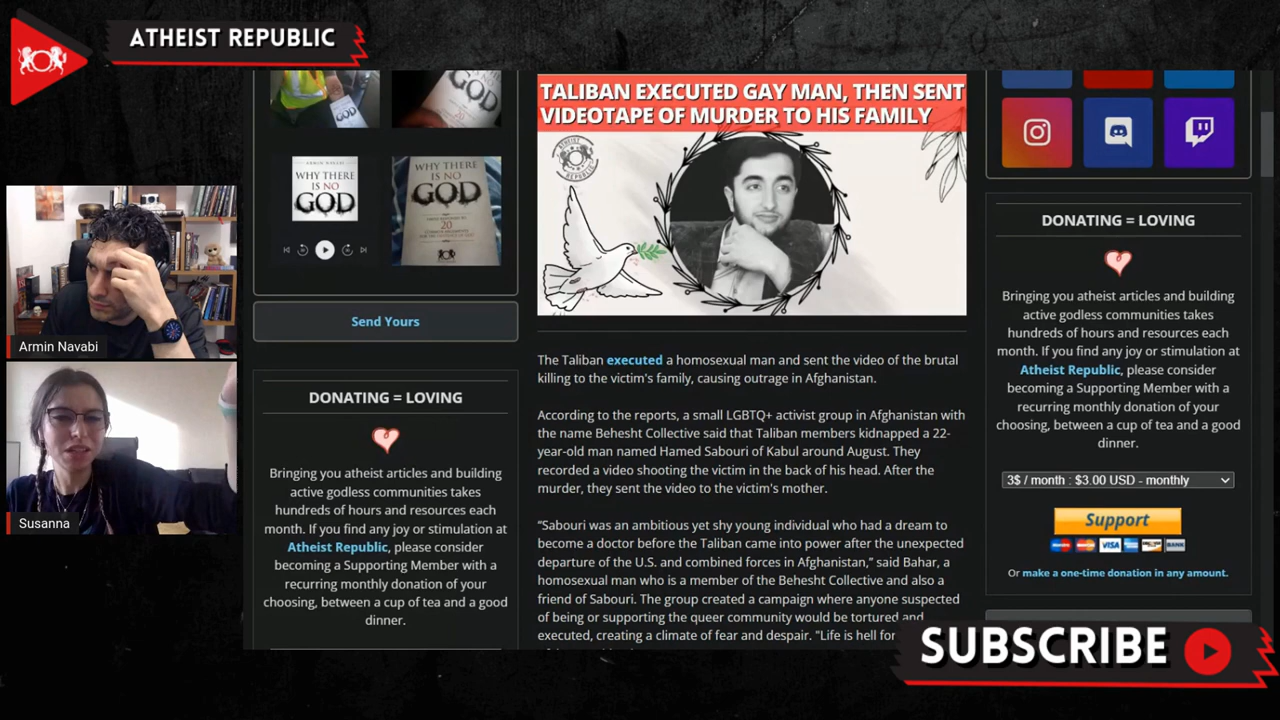 ATHEIST REPUBLIC
Armin Navabi
Susanna
GOD
GOD
WHY THERE
IS NO
GOD
WHY THERE
IS NO
GOD
20
Send Yours
DONATING = LOVING
Bringing you atheist articles and building
active godless communities takes
hundreds of hours and resources each
month. If you find any joy or stimulation at
Atheist Republic, please consider
becoming a Supporting Member with a
recurring monthly donation of your
choosing, between a cup of tea and a good
dinner.
TALIBAN EXECUTED GAY MAN, THEN SENT
VIDEOTAPE OF MURDER TO HIS FAMILY
The Taliban executed a homosexual man and sent the video of the brutal
killing to the victim's family, causing outrage in Afghanistan.
According to the reports, a small LGBTQ+ activist group in Afghanistan with
the name Behesht Collective said that Taliban members kidnapped a 22-
year-old man named Hamed Sabouri of Kabul around August. They
recorded a video shooting the victim in the back of his head. After the
murder, they sent the video to the victim's mother.
“Sabouri was an ambitious yet shy young individual who had a dream to
become a doctor before the Taliban came into power after the unexpected
departure of the U.S. and combined forces in Afghanistan,” said Bahar, a
homosexual man who is a member of the Behesht Collective and also a
friend of Sabouri. The group created a campaign where anyone suspected
of being or supporting the queer community would be tortured and
executed, creating a climate of fear and despair. "Life is hell for
DONATING = LOVING
Bringing you atheist articles and building
active godless communities takes
hundreds of hours and resources each
month. If you find any joy or stimulation at
Atheist Republic, please consider
becoming a Supporting Member with a
recurring monthly donation of your
choosing, between a cup of tea and a good
dinner.
3$ / month : $3.00 USD - monthly
Support
VISA
BANK
Or make a one-time donation in any amount.
SUBSCRIBE